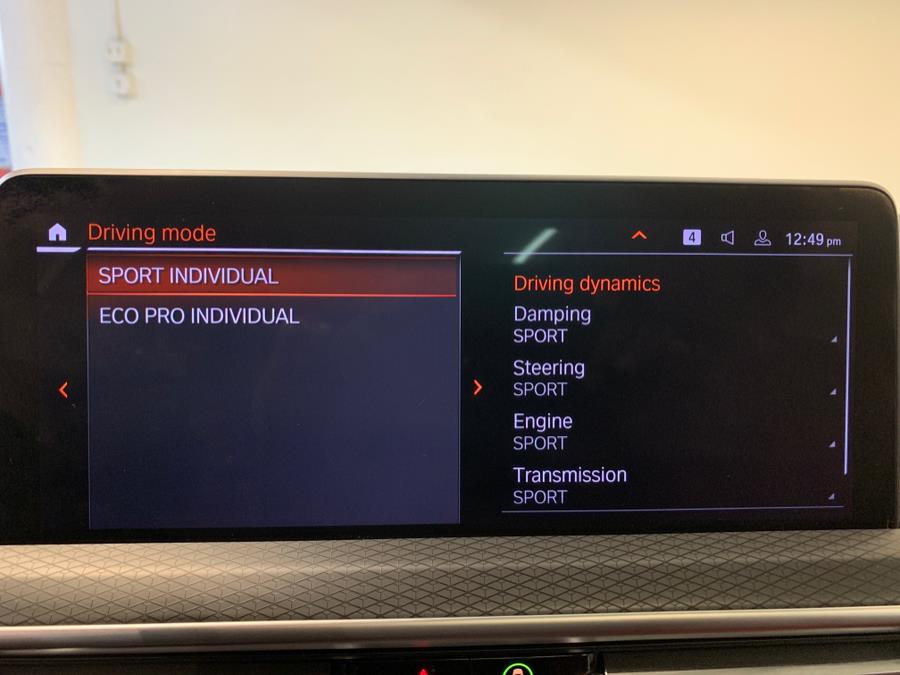 Driving mode
4
12:49 pm
SPORT INDIVIDUAL
ECO PRO INDIVIDUAL
Driving dynamics
Damping
SPORT
Steering
SPORT
Engine
SPORT
Transmission
SPORT